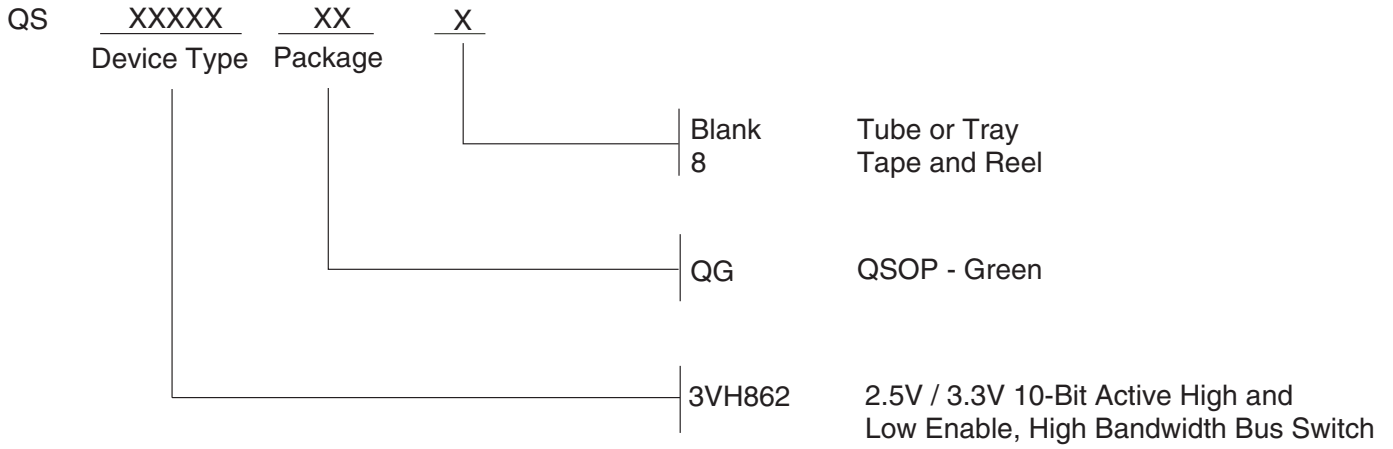 QS XXXXX XX X
Device Type Package
Blank Tube or Tray
8 Tape and Reel
QG QSOP - Green
3VH862 2.5V / 3.3V 10-Bit Active High and
Low Enable, High Bandwidth Bus Switch